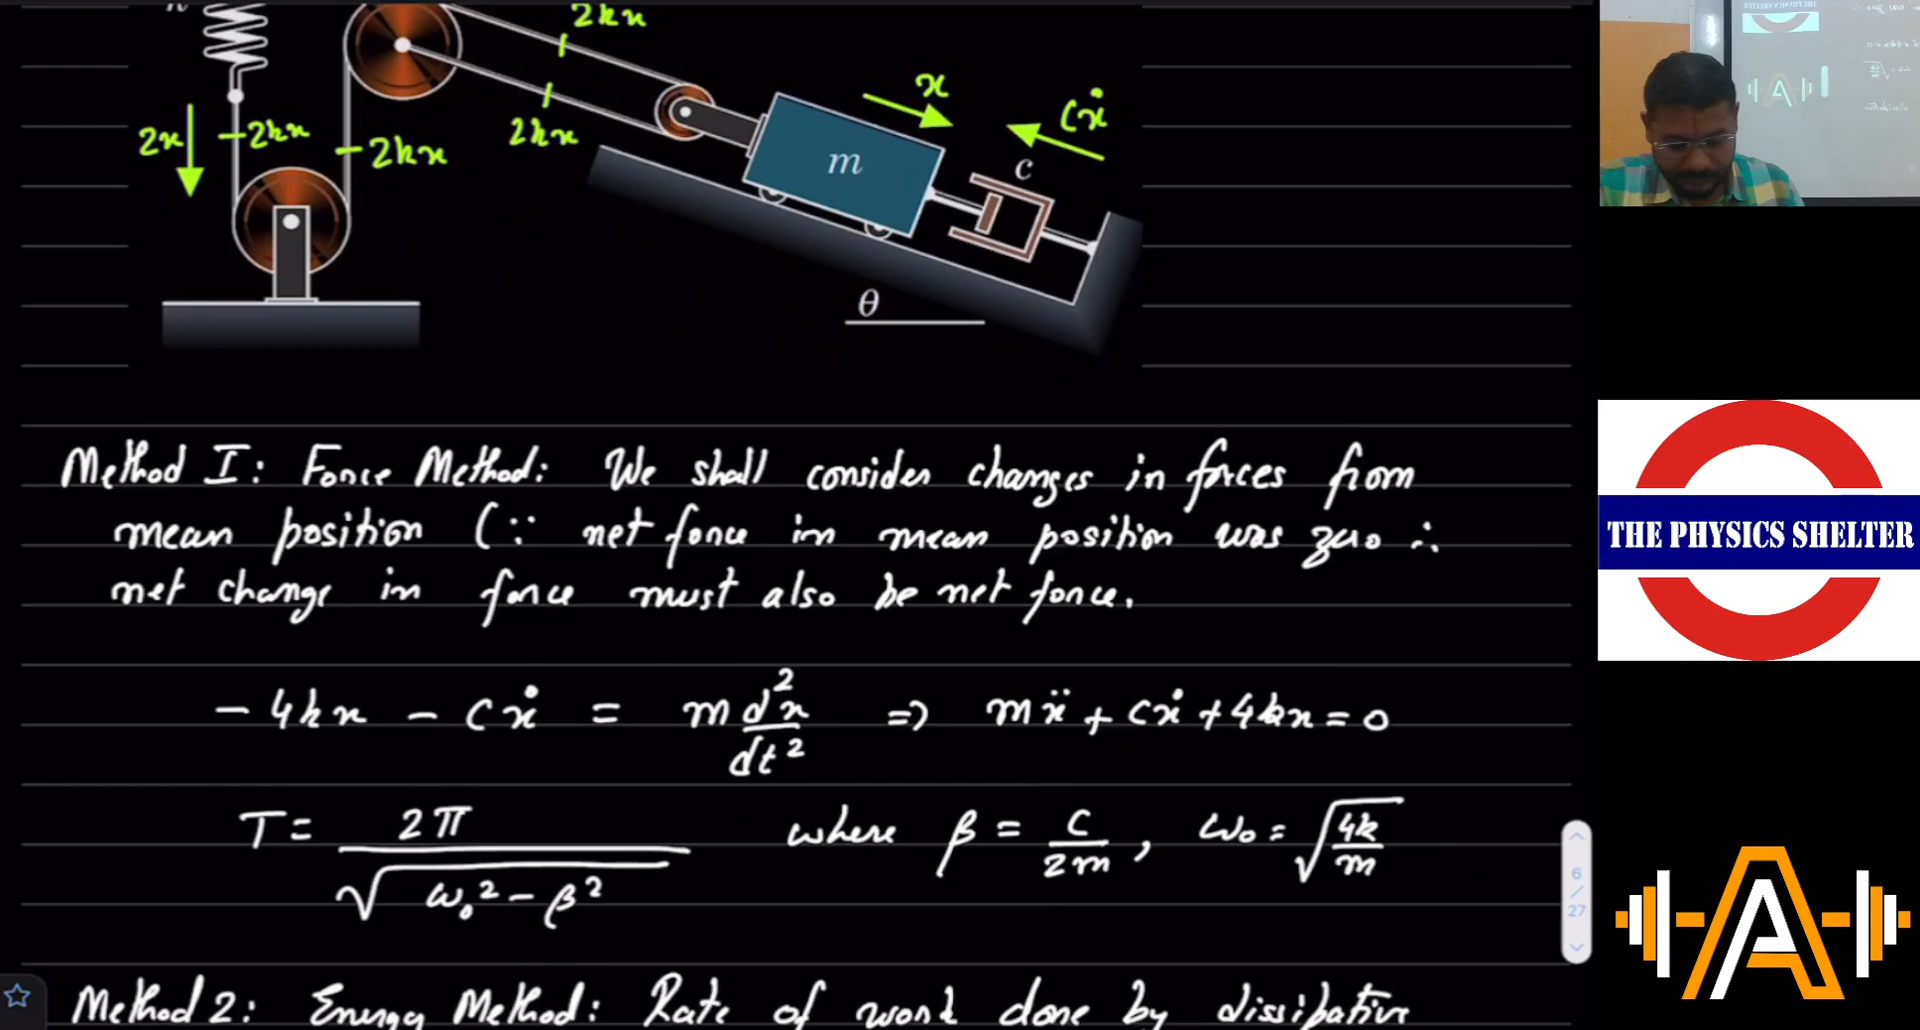 2kx
2x
2kx
2kx
2kx
x
cẋ
m
c
θ
Method I: Force Method: We shall consider changes in forces from
mean position (∵ net force in mean position was zero ∴
net change in force must also be net force.
- 4kx - cẋ = m d²x/dt² => mẍ + cẋ + 4kx = 0
T = 2π/√(ω₀² - β²) where β = c/2m, ω₀ = √(4k/m)
Method 2: Energy Method: Rate of work done by dissipative
6
/
27
THE PHYSICS SHELTER
A